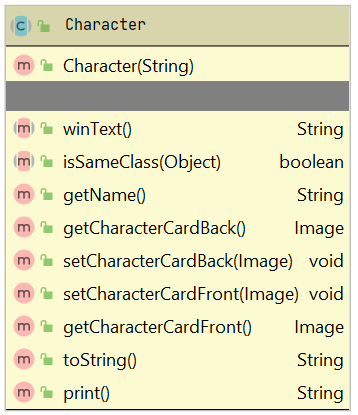 C Character
m Character(String)
m winText() String
m isSameClass(Object) boolean
m getName() String
m getCharacterCardBack() Image
m setCharacterCardBack(Image) void
m setCharacterCardFront(Image) void
m getCharacterCardFront() Image
m toString() String
m print() String